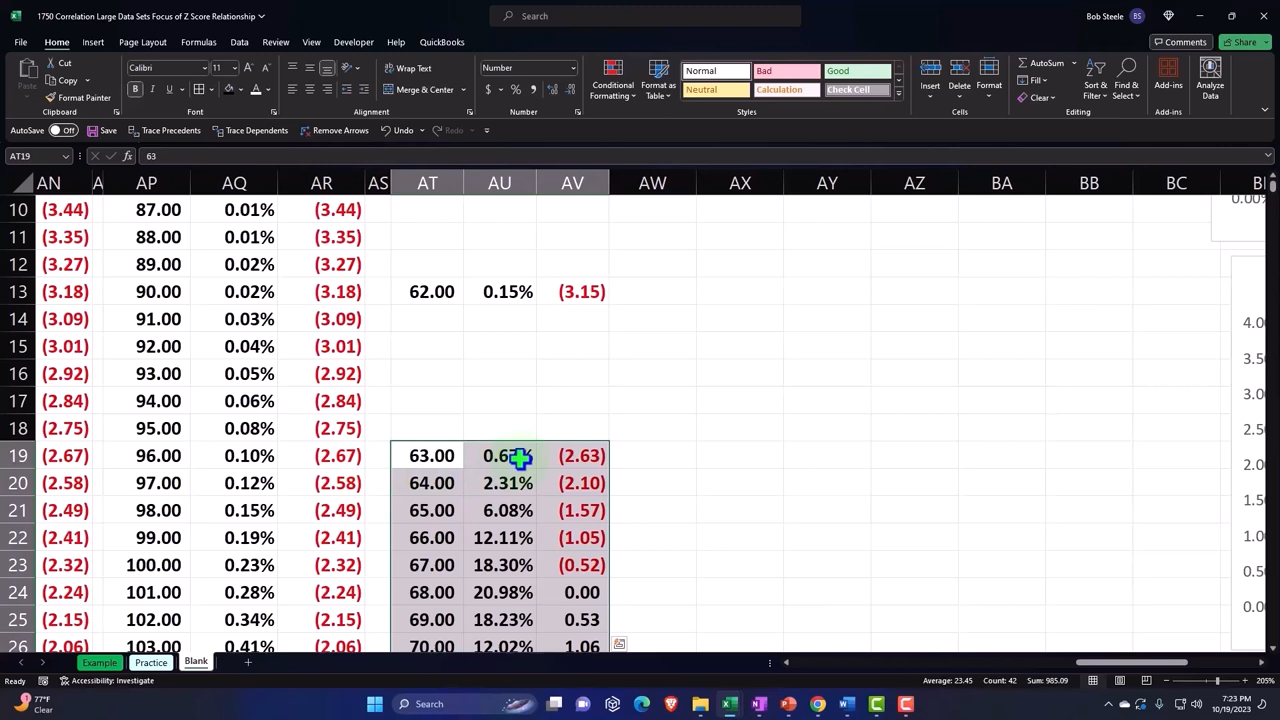 1750 Correlation Large Data Sets Focus of Z Score Relationship
Search
Bob Steele BS
File Home Insert Page Layout Formulas Data Review View Developer Help QuickBooks Comments Share
Cut
Copy
Format Painter
Paste
Clipboard
Calibri 11
B I U
Font
Wrap Text
Merge & Center
Alignment
Number
$ % 9
Number
Conditional Formatting
Format as Table
Normal Bad Good
Neutral Calculation Check Cell
Styles
Insert Delete Format
Cells
AutoSum
Fill
Clear
Sort & Filter
Find & Select
Editing
Add-ins
Add-ins
Analyze Data
AutoSave Off Save Trace Precedents Trace Dependents Remove Arrows Undo Redo
AT19 fx 63
AN A AP AQ AR AS AT AU AV AW AX AY AZ BA BB BC
10 (3.44) 87.00 0.01% (3.44) 0.00%
11 (3.35) 88.00 0.01% (3.35)
12 (3.27) 89.00 0.02% (3.27)
13 (3.18) 90.00 0.02% (3.18) 62.00 0.15% (3.15)
14 (3.09) 91.00 0.03% (3.09) 4.00
15 (3.01) 92.00 0.04% (3.01) 3.50
16 (2.92) 93.00 0.05% (2.92) 3.00
17 (2.84) 94.00 0.06% (2.84) 2.50
18 (2.75) 95.00 0.08% (2.75)
19 (2.67) 96.00 0.10% (2.67) 63.00 (2.63) 2.00
20 (2.58) 97.00 0.12% (2.58) 64.00 2.31% (2.10) 1.50
21 (2.49) 98.00 0.15% (2.49) 65.00 6.08% (1.57)
22 (2.41) 99.00 0.19% (2.41) 66.00 12.11% (1.05)
23 (2.32) 100.00 0.23% (2.32) 67.00 18.30% (0.52)
24 (2.24) 101.00 0.28% (2.24) 68.00 20.98% 0.00
25 (2.15) 102.00 0.34% (2.15) 69.00 18.23% 0.53
26 (2.06) 103.00 0.41% (2.06) 70.00 12.02% 1.06
Example Practice Blank
Ready Accessibility: Investigate Average: 23.45 Count: 42 Sum: 985.09 205%
77°F
Clear
Search
7:23 PM
10/19/2023